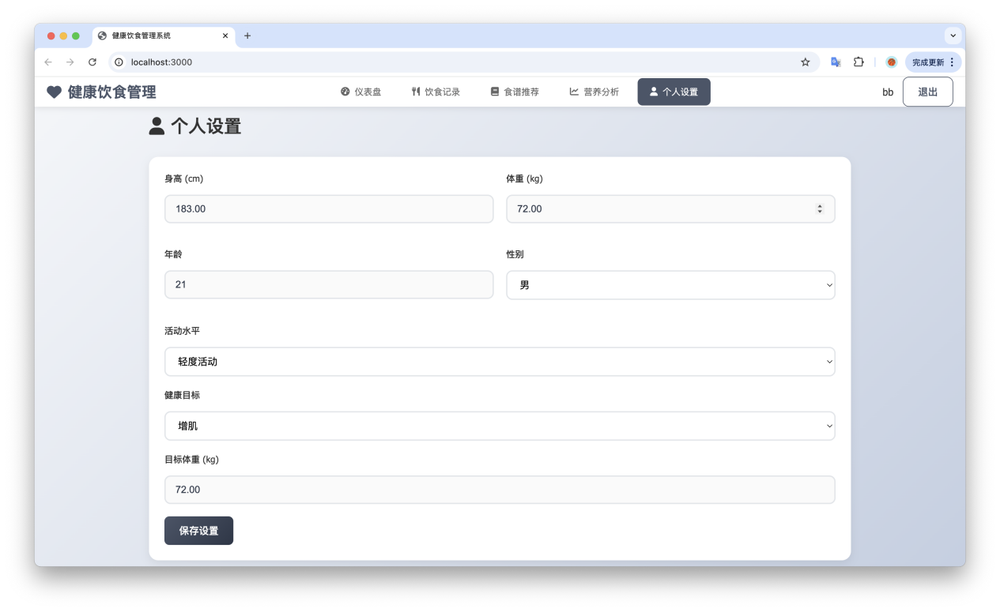 健康饮食管理系统
localhost:3000
完成更新
健康饮食管理
仪表盘
饮食记录
食谱推荐
营养分析
个人设置
bb
退出
个人设置
身高 (cm)
体重 (kg)
183.00
72.00
年龄
性别
21
男
活动水平
轻度活动
健康目标
增肌
目标体重 (kg)
72.00
保存设置